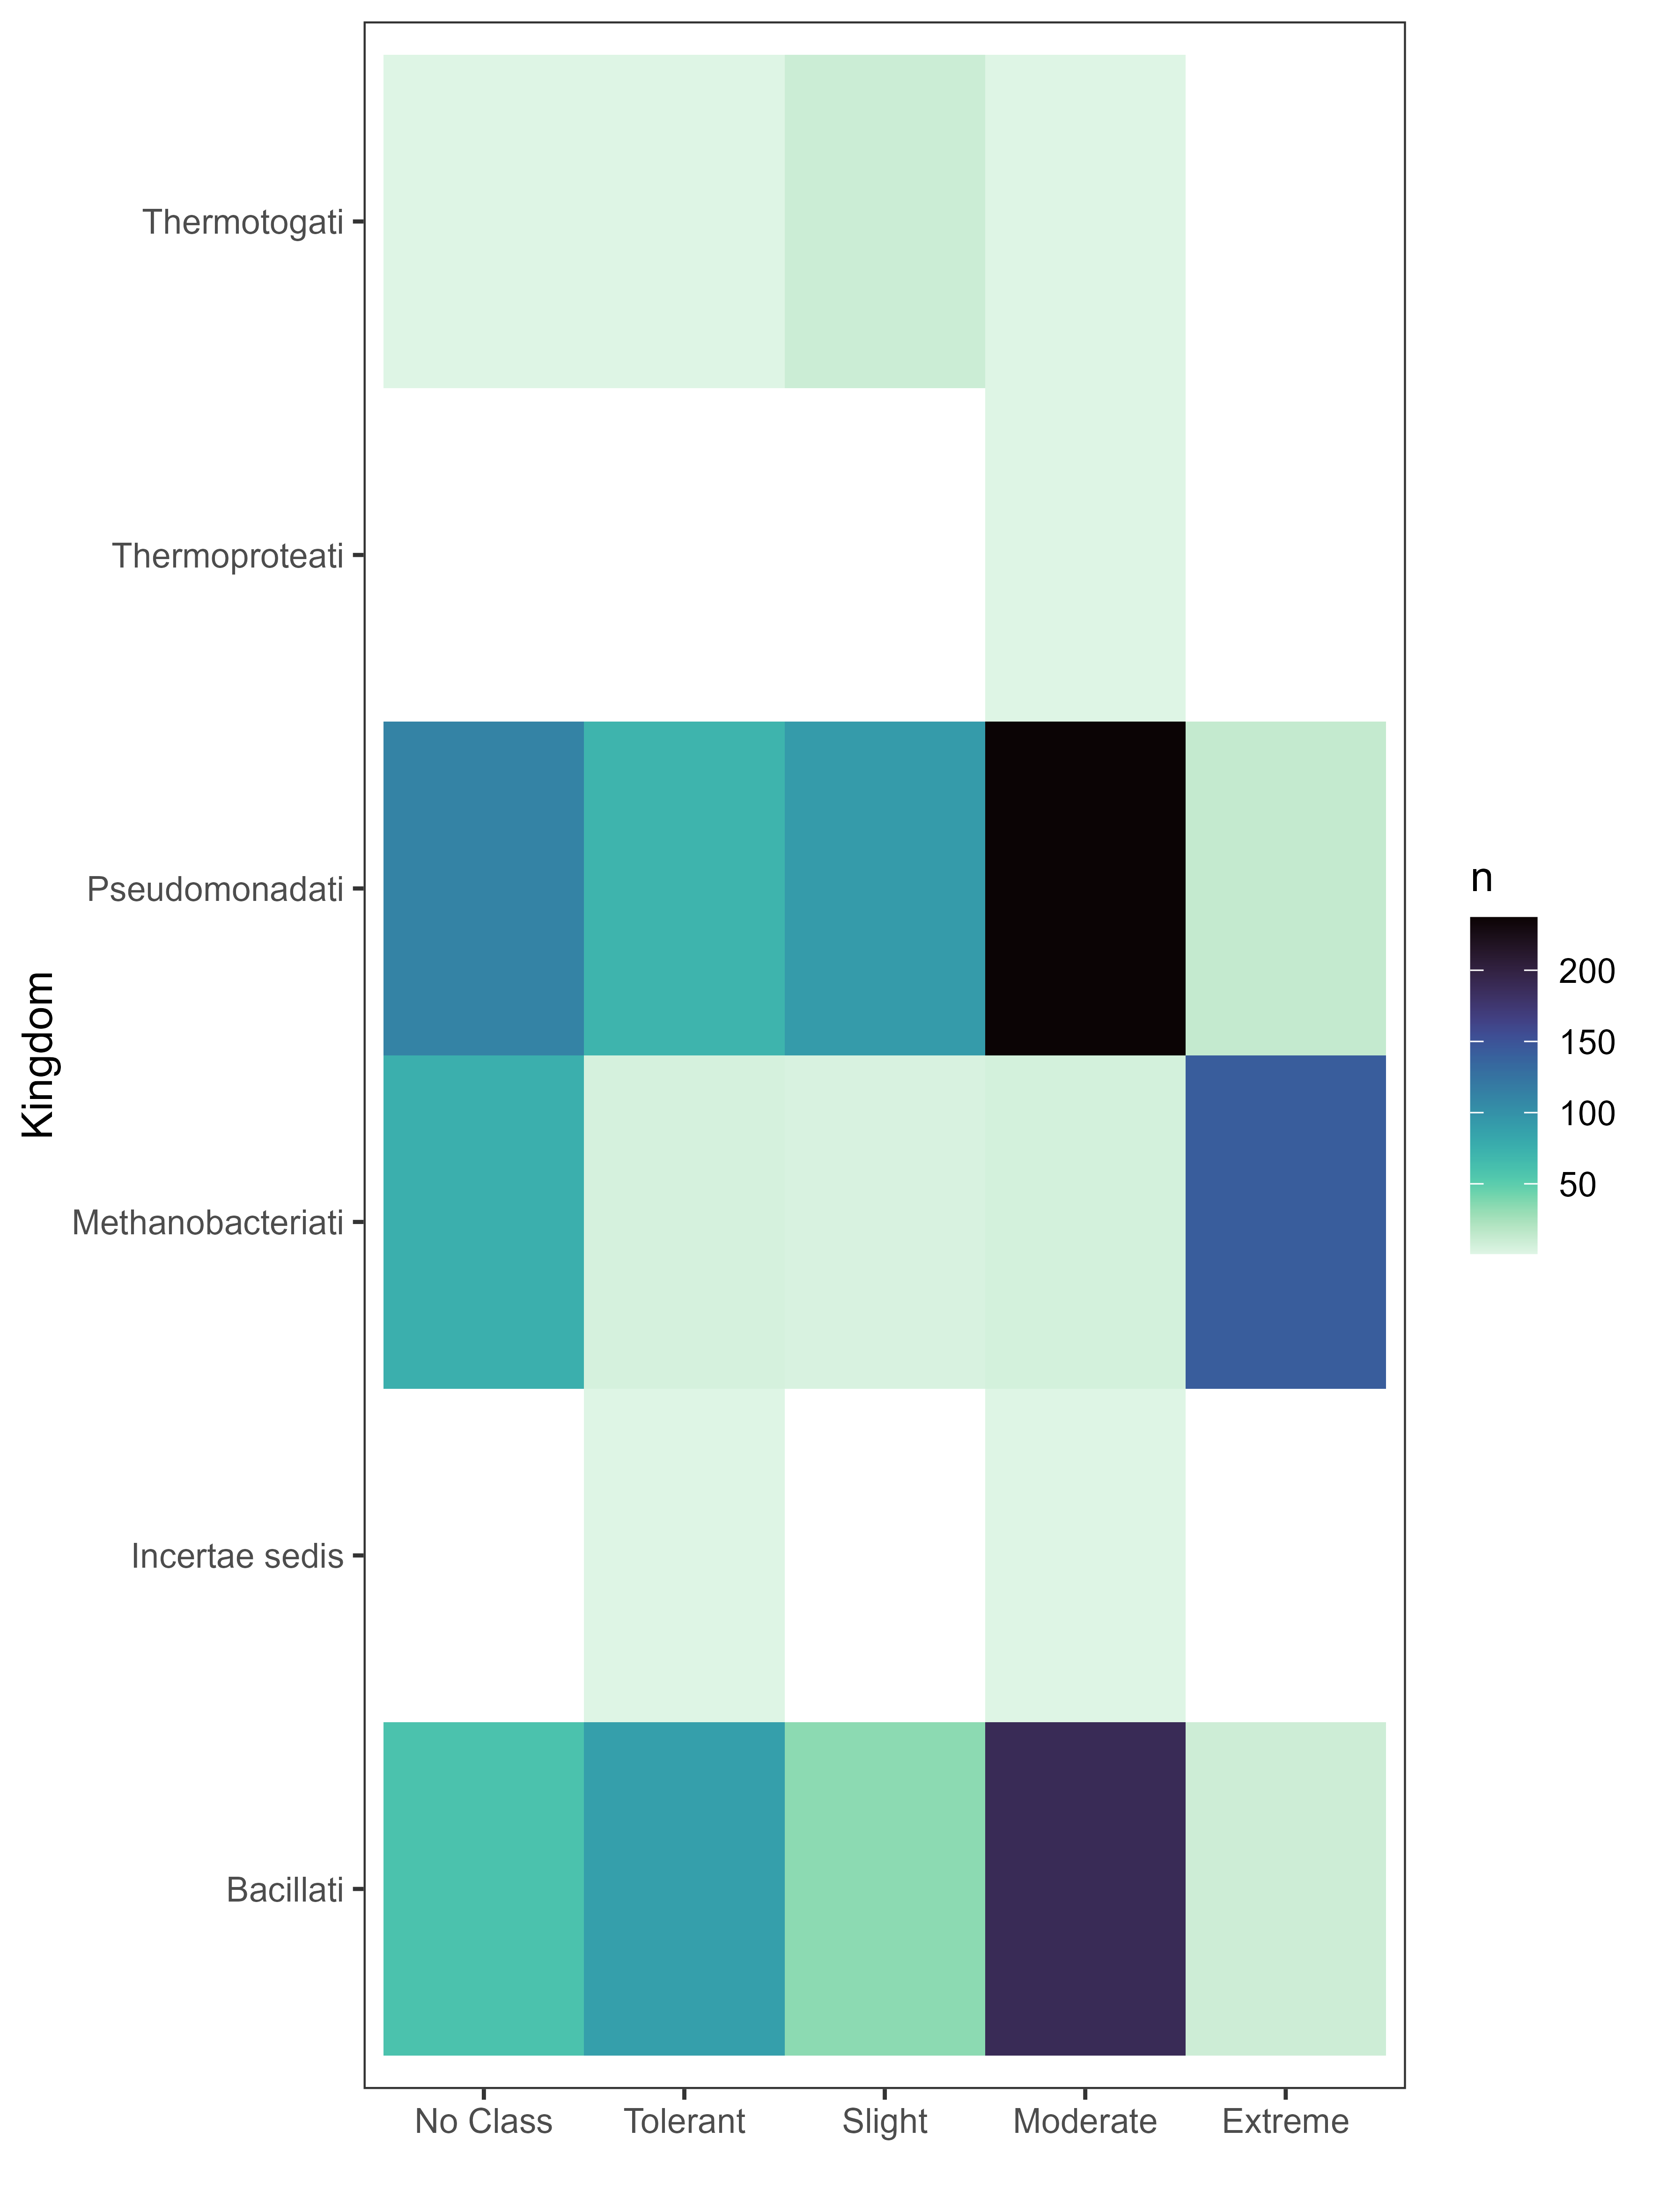 Kingdom
Thermotogati
Thermoproteati
Pseudomonadati
Methanobacteriati
Incertae sedis
Bacillati
No Class
Tolerant
Slight
Moderate
Extreme
n
200
150
100
50